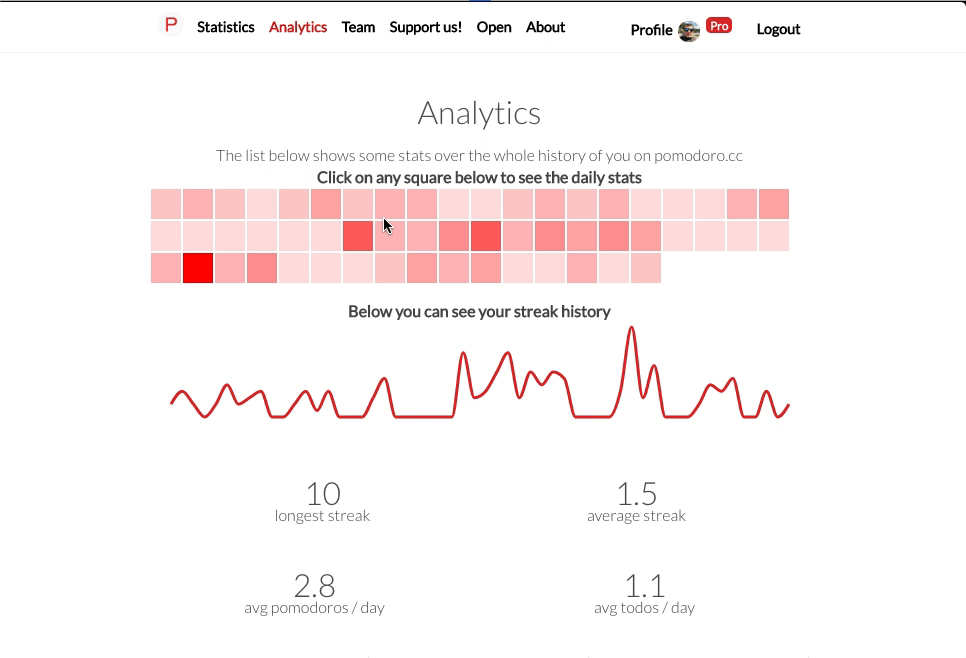 P Statistics Analytics Team Support us! Open About Profile Pro Logout
Analytics
The list below shows some stats over the whole history of you on pomodoro.cc
Click on any square below to see the daily stats
Below you can see your streak history
10 1.5
longest streak average streak
2.8 1.1
avg pomodoros / day avg todos / day